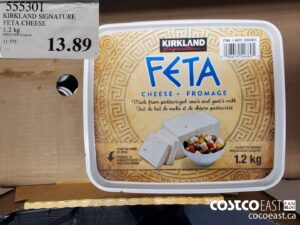 555301
KIRKLAND SIGNATURE
FETA CHEESE
1.2 kg
13.89
KIRKLAND
Signature
FETA
CHEESE • FROMAGE
Made from pasteurized cow's and goat's milk
Fait de lait de vache et de chèvre pasteurisé
1.2 kg
COSTCO EAST FAN BLOG
cocoeast.ca